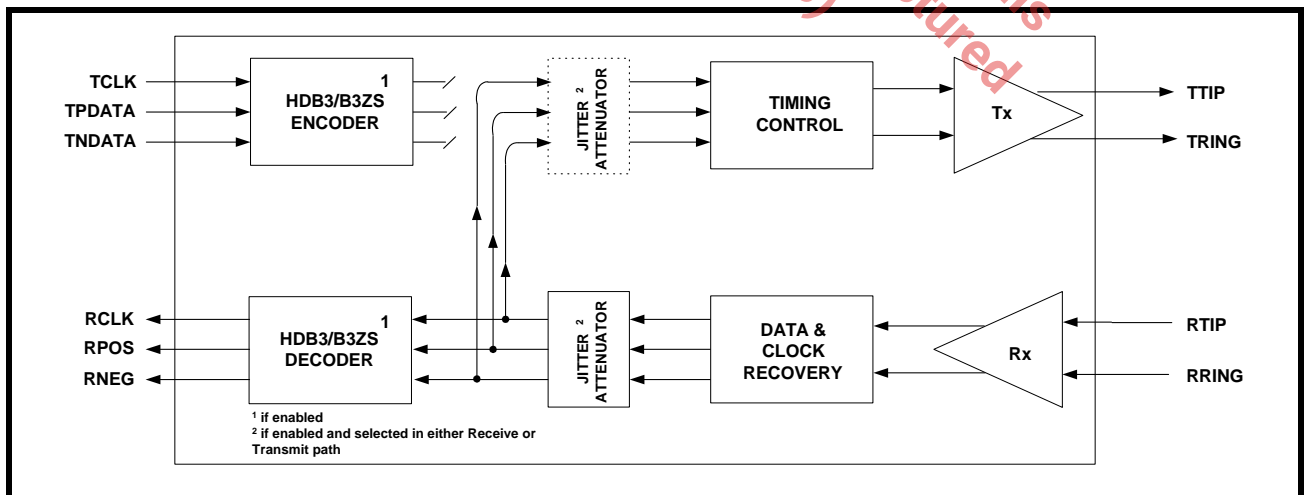 TCLK
TPDATA
TNDATA
HDB3/B3ZS 1
ENCODER
JITTER 2
ATTENUATOR
TIMING
CONTROL
Tx
TTIP
TRING
RCLK
RPOS
RNEG
HDB3/B3ZS 1
DECODER
JITTER 2
ATTENUATOR
DATA &
CLOCK
RECOVERY
Rx
RTIP
RRING
1 if enabled
2 if enabled and selected in either Receive or
Transmit path